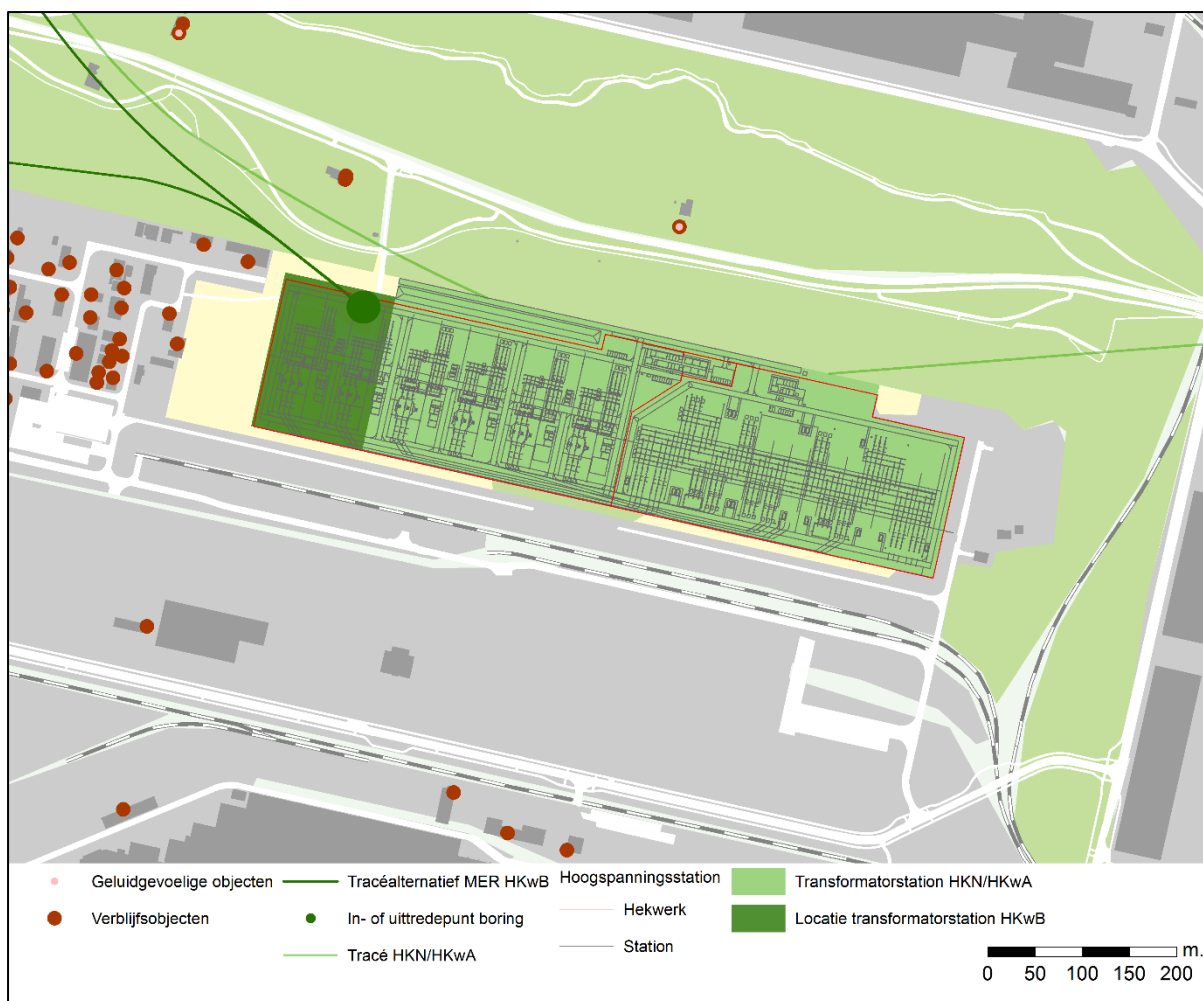 Geluidgevoelige objecten
Verblijfsobjecten
Tracéalternatief MER HKwB
In- of uittredepunt boring
Tracé HKN/HKwA
Hoogspanningsstation
Hekwerk
Station
Transformatorstation HKN/HKwA
Locatie transformatorstation HKwB
m.
0 50 100 150 200